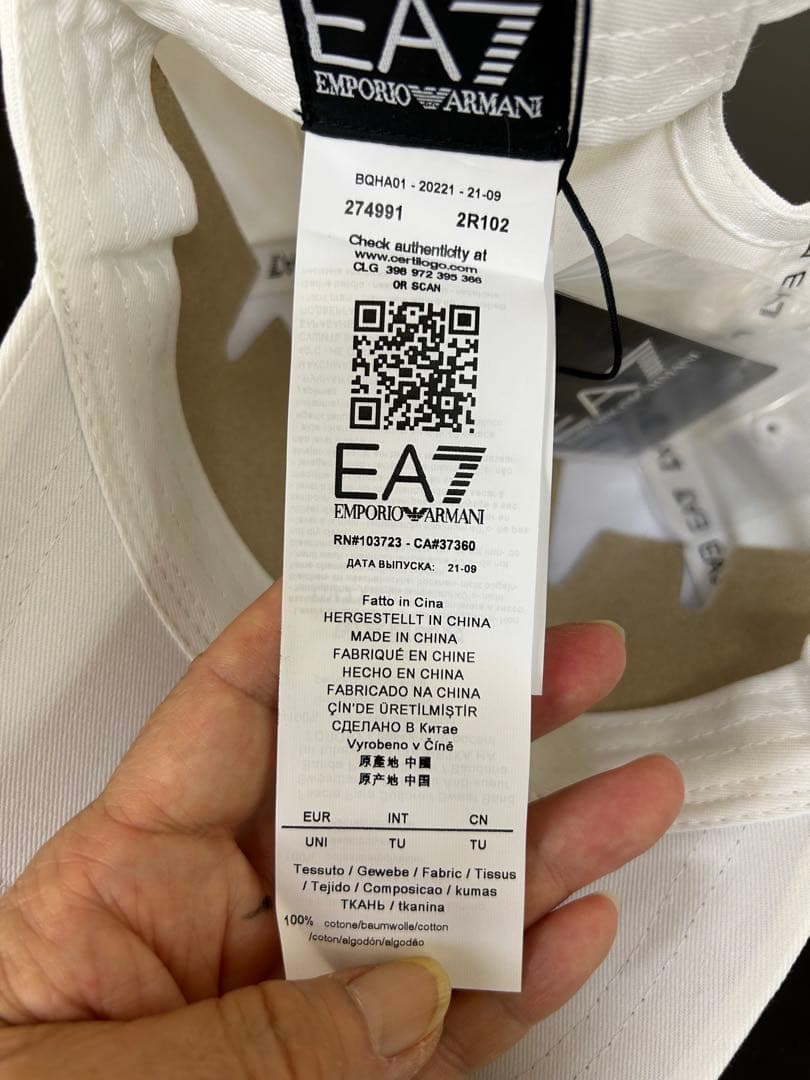 EA7
EMPORIO ARMANI
BQHA01 - 20221 - 21-09
274991 2R102
Check authenticity at
www.certilogo.com
CLG 398 972 395 366
OR SCAN
EA7
EMPORIO ARMANI
RN#103723 - CA#37360
ДАТА ВЫПУСКА: 21-09
Fatto in Cina
HERGESTELLT IN CHINA
MADE IN CHINA
FABRIQUÉ EN CHINE
HECHO EN CHINA
FABRICADO NA CHINA
ÇİN'DE ÜRETİLMİŞTİR
СДЕЛАНО В Китае
Vyrobeno v Číně
原產地 中國
原产地 中国
EUR INT CN
UNI TU TU
Tessuto / Gewebe / Fabric / Tissus
/ Tejido / Composicao / kumas
ТКАНЬ / tkanina
100% cotone/baumwolle/cotton
/coton/algodón/algodão
EA7
EA7